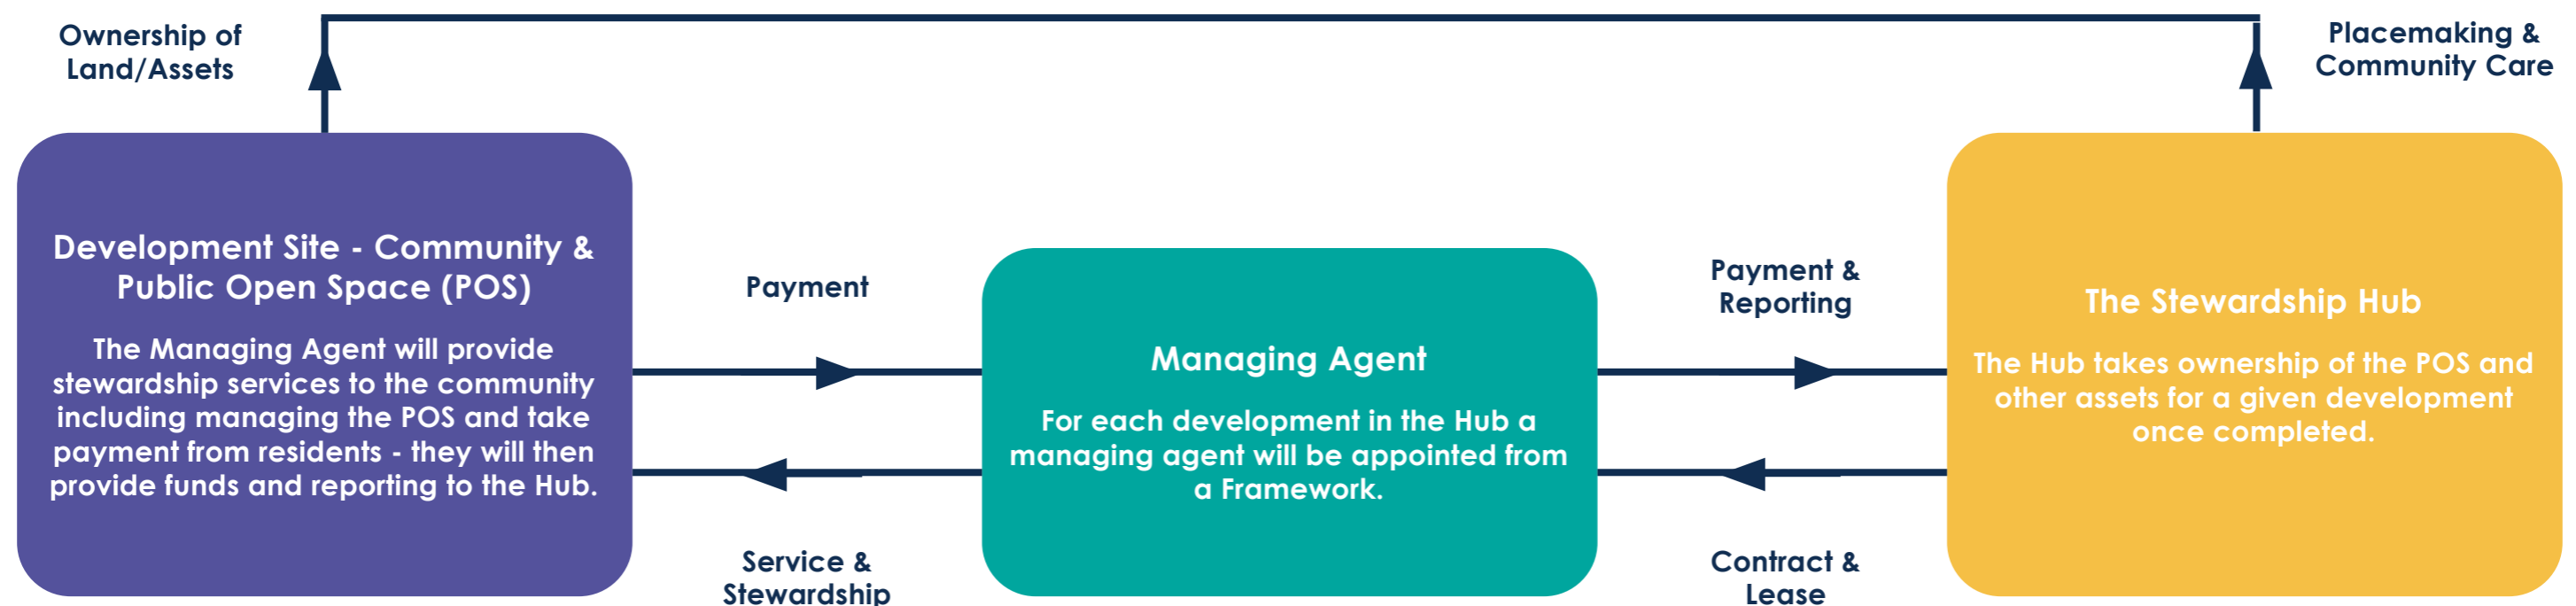 Ownership of
Land/Assets
Placemaking &
Community Care
Development Site - Community &
Public Open Space (POS)
The Managing Agent will provide
stewardship services to the community
including managing the POS and take
payment from residents - they will then
provide funds and reporting to the Hub.
Payment
Service &
Stewardship
Managing Agent
For each development in the Hub a
managing agent will be appointed from
a Framework.
Payment &
Reporting
Contract &
Lease
The Stewardship Hub
The Hub takes ownership of the POS and
other assets for a given development
once completed.